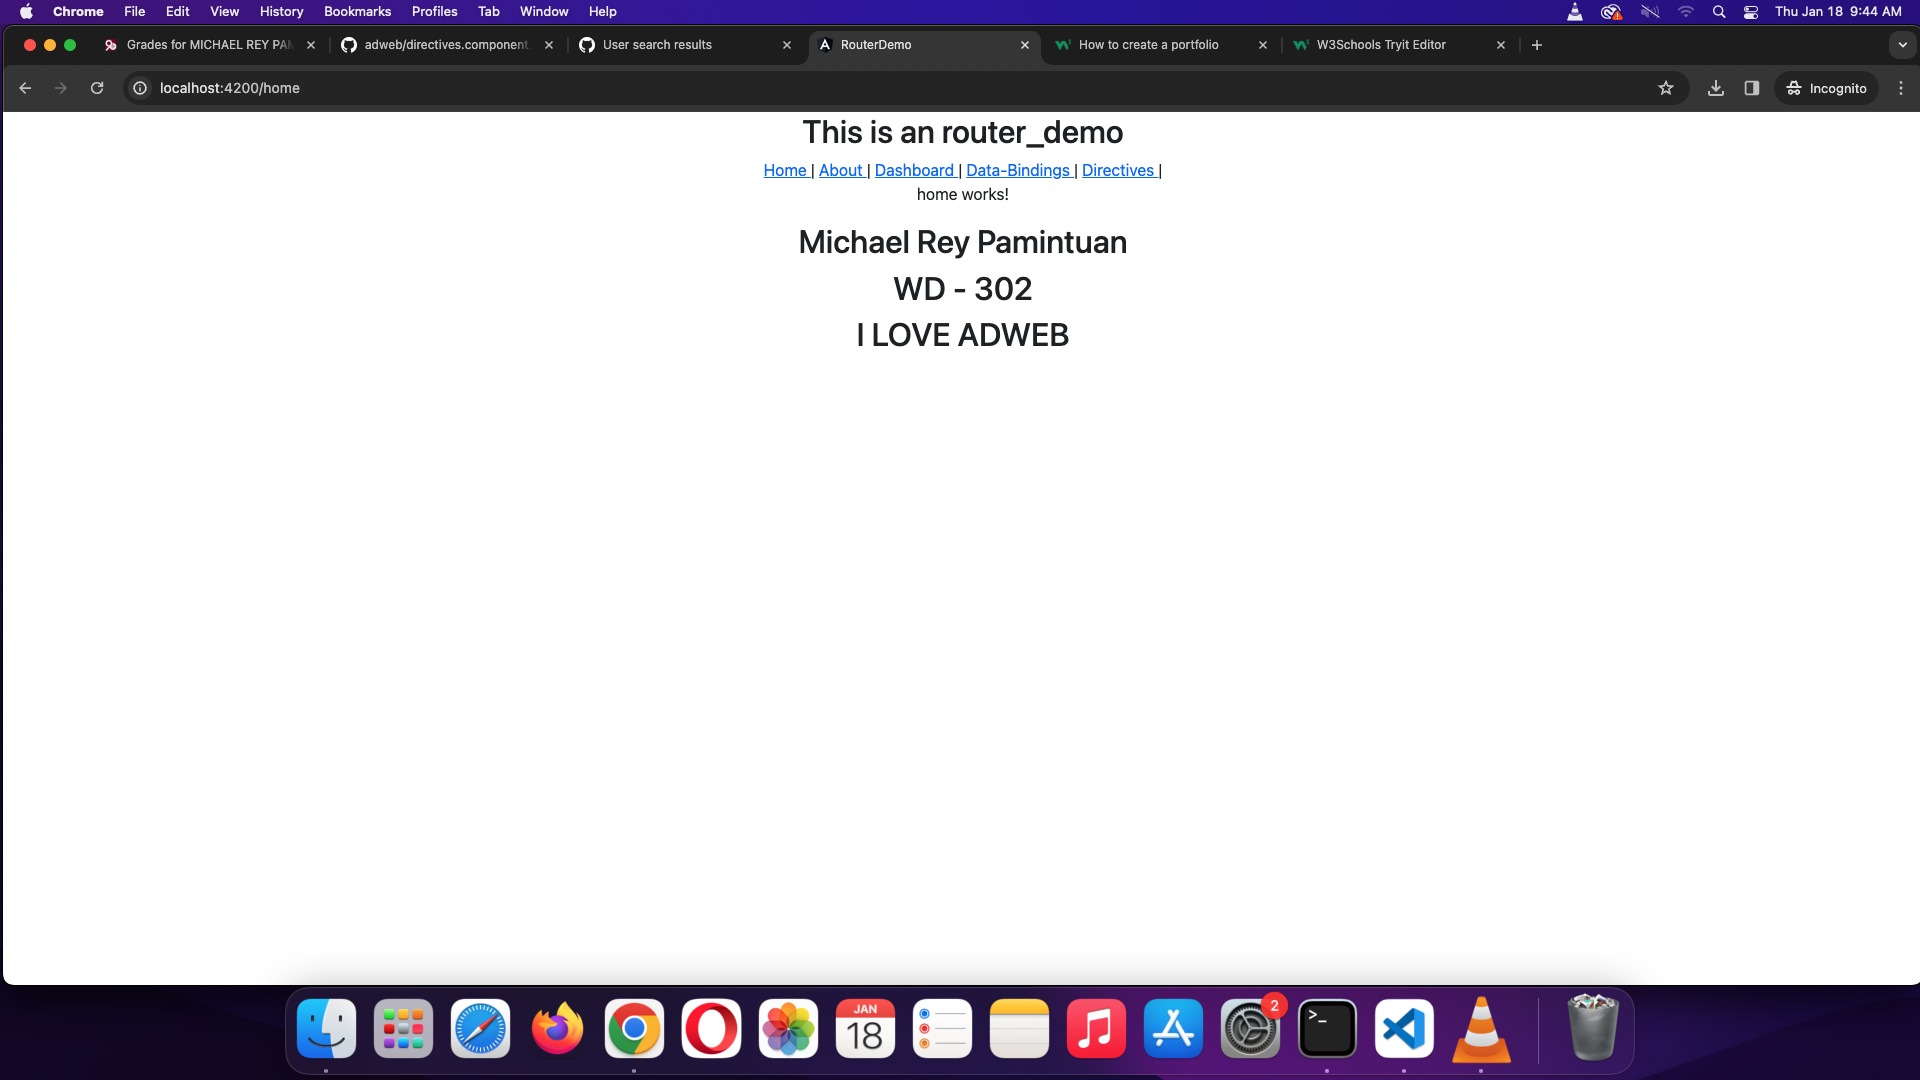 Chrome File Edit View History Bookmarks Profiles Tab Window Help Thu Jan 18 9:44 AM
Grades for MICHAEL REY PAM adweb/directives.component. User search results RouterDemo How to create a portfolio W3Schools Tryit Editor
localhost:4200/home Incognito
This is an router_demo
Home | About | Dashboard | Data-Bindings | Directives |
home works!
Michael Rey Pamintuan
WD - 302
I LOVE ADWEB
JAN
18
2
>_